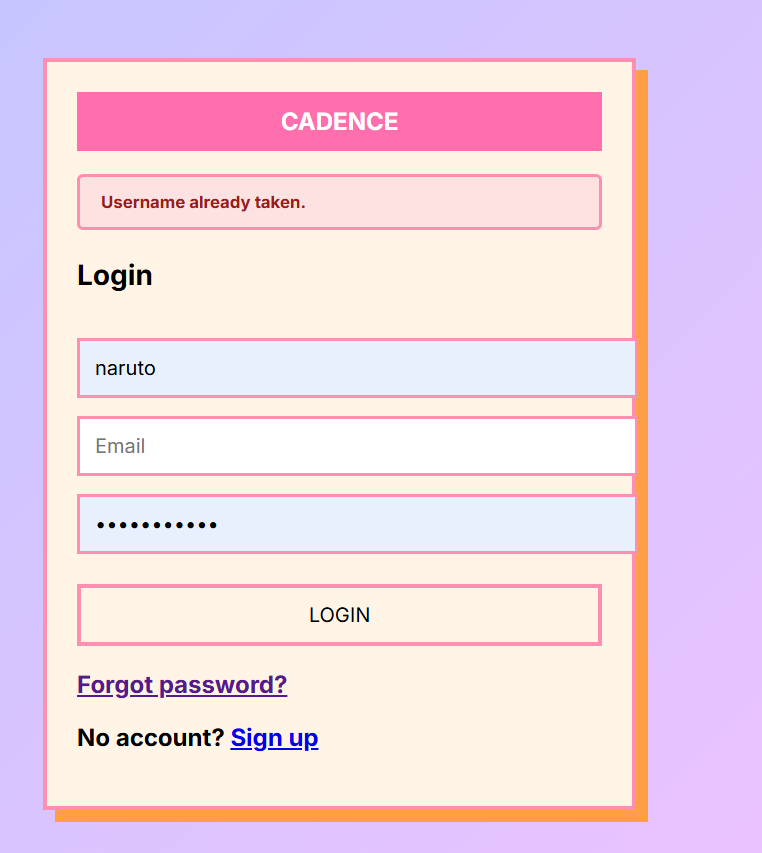 CADENCE
Username already taken.
Login
naruto
Email
•••••••••••
LOGIN
Forgot password?
No account? Sign up